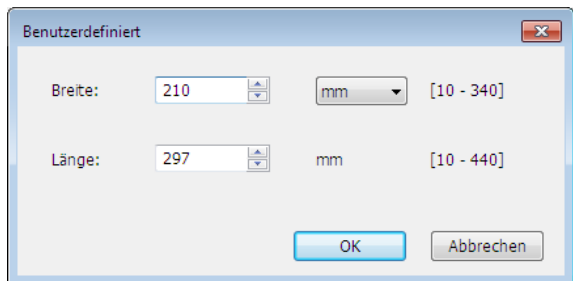 Benutzerdefiniert
Breite: 210 mm [10 - 340]
Länge: 297 mm [10 - 440]
OK Abbrechen